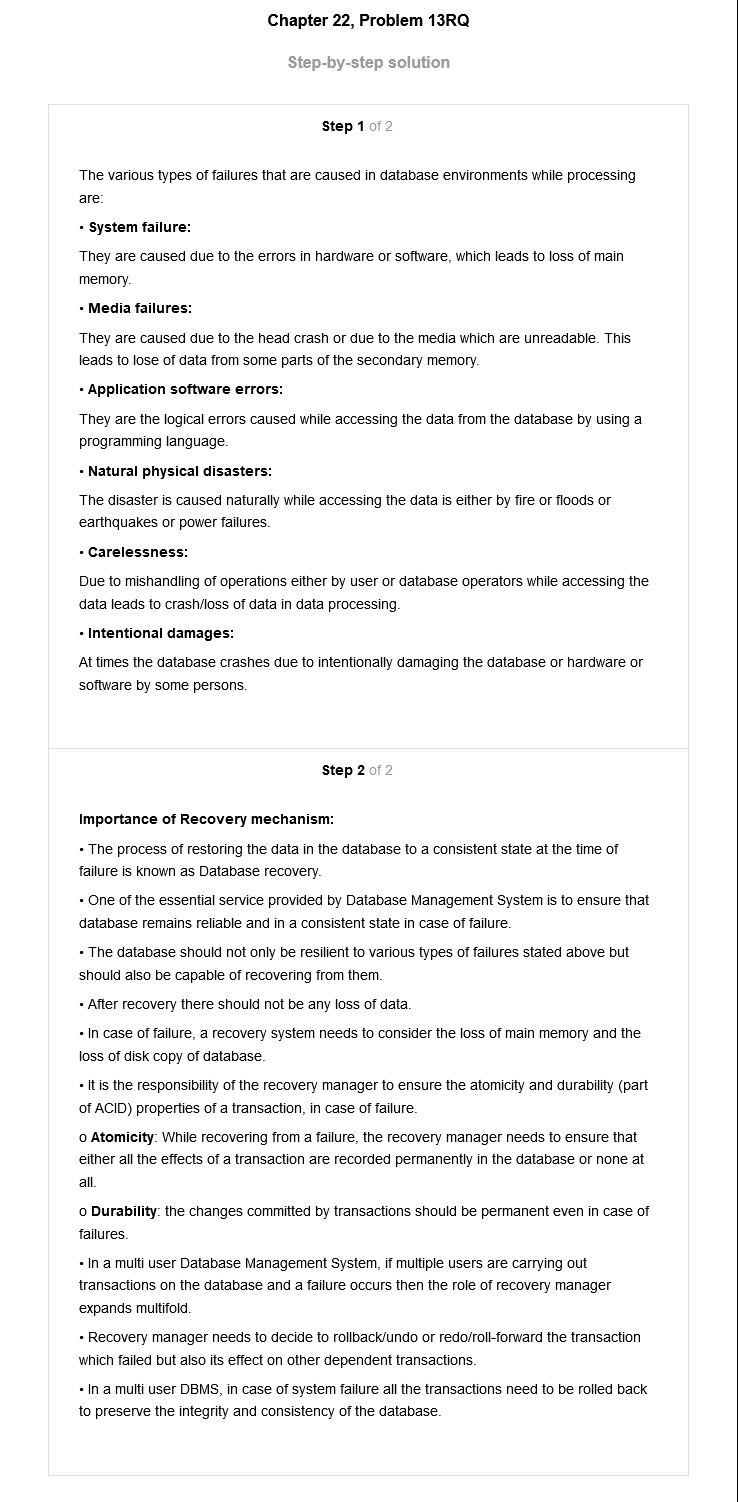 Chapter 22, Problem 13RQ
Step-by-step solution
Step 1 of 2
The various types of failures that are caused in database environments while processing
are:
• System failure:
They are caused due to the errors in hardware or software, which leads to loss of main
memory.
• Media failures:
They are caused due to the head crash or due to the media which are unreadable. This
leads to lose of data from some parts of the secondary memory.
• Application software errors:
They are the logical errors caused while accessing the data from the database by using a
programming language.
• Natural physical disasters:
The disaster is caused naturally while accessing the data is either by fire or floods or
earthquakes or power failures.
• Carelessness:
Due to mishandling of operations either by user or database operators while accessing the
data leads to crash/loss of data in data processing.
• Intentional damages:
At times the database crashes due to intentionally damaging the database or hardware or
software by some persons.
Step 2 of 2
Importance of Recovery mechanism:
• The process of restoring the data in the database to a consistent state at the time of
failure is known as Database recovery.
• One of the essential service provided by Database Management System is to ensure that
database remains reliable and in a consistent state in case of failure.
• The database should not only be resilient to various types of failures stated above but
should also be capable of recovering from them.
• After recovery there should not be any loss of data.
• In case of failure, a recovery system needs to consider the loss of main memory and the
loss of disk copy of database.
• It is the responsibility of the recovery manager to ensure the atomicity and durability (part
of ACID) properties of a transaction, in case of failure.
o Atomicity: While recovering from a failure, the recovery manager needs to ensure that
either all the effects of a transaction are recorded permanently in the database or none at
all.
o Durability: the changes committed by transactions should be permanent even in case of
failures.
• In a multi user Database Management System, if multiple users are carrying out
transactions on the database and a failure occurs then the role of recovery manager
expands multifold.
• Recovery manager needs to decide to rollback/undo or redo/roll-forward the transaction
which failed but also its effect on other dependent transactions.
• In a multi user DBMS, in case of system failure all the transactions need to be rolled back
to preserve the integrity and consistency of the database.